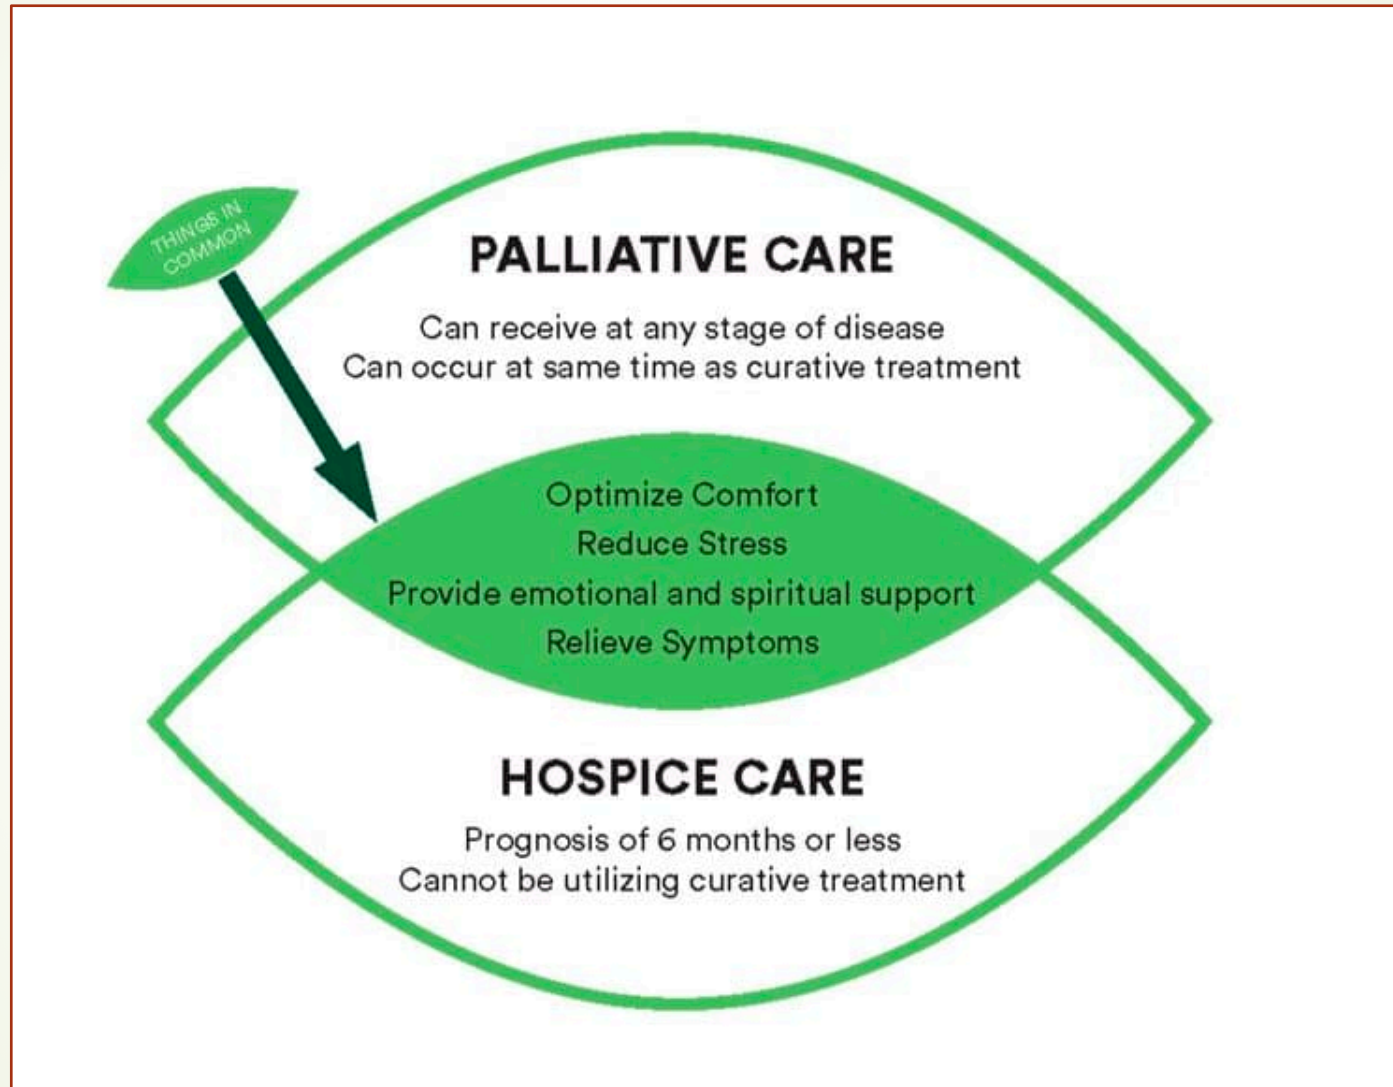 THINGS IN
COMMON
PALLIATIVE CARE
Can receive at any stage of disease
Can occur at same time as curative treatment
Optimize Comfort
Reduce Stress
Provide emotional and spiritual support
Relieve Symptoms
HOSPICE CARE
Prognosis of 6 months or less
Cannot be utilizing curative treatment